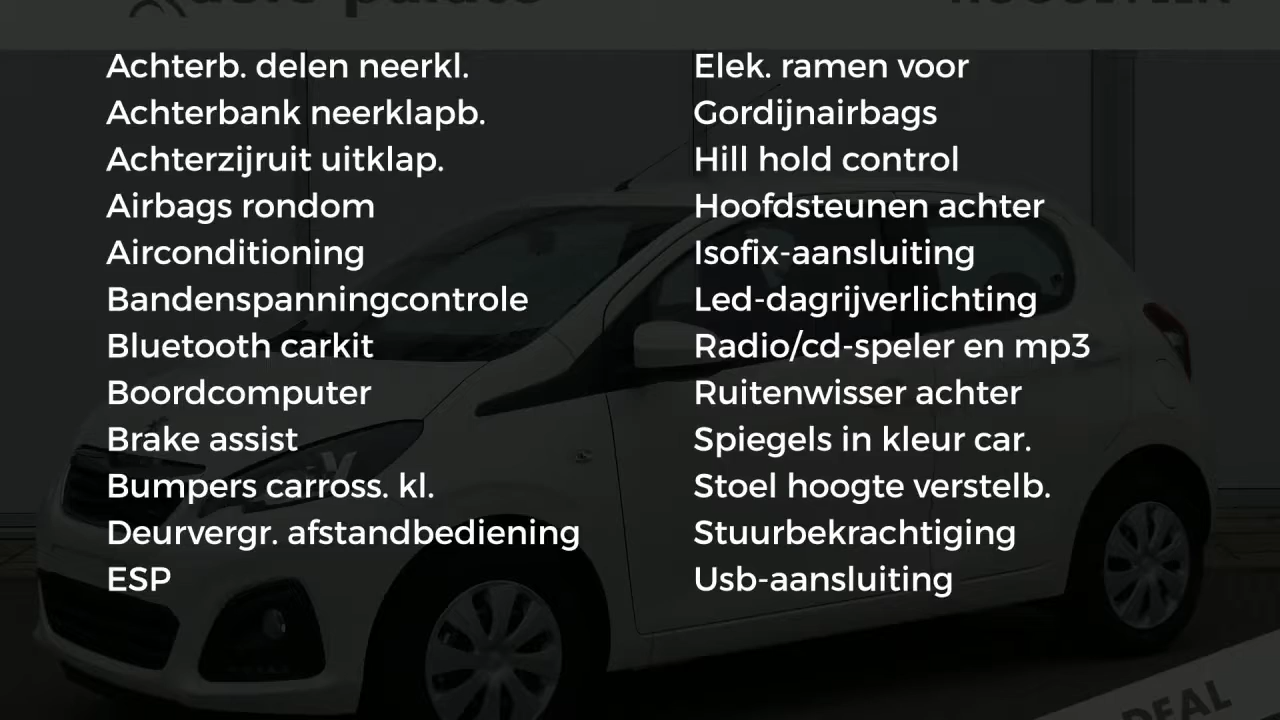 Achterb. delen neerkl.
Achterbank neerklapb.
Achterzijruit uitklap.
Airbags rondom
Airconditioning
Bandenspanningcontrole
Bluetooth carkit
Boordcomputer
Brake assist
Bumpers carross. kl.
Deurvergr. afstandbediening
ESP
Elek. ramen voor
Gordijnairbags
Hill hold control
Hoofdsteunen achter
Isofix-aansluiting
Led-dagrijverlichting
Radio/cd-speler en mp3
Ruitenwisser achter
Spiegels in kleur car.
Stoel hoogte verstelb.
Stuurbekrachtiging
Usb-aansluiting
DEAL